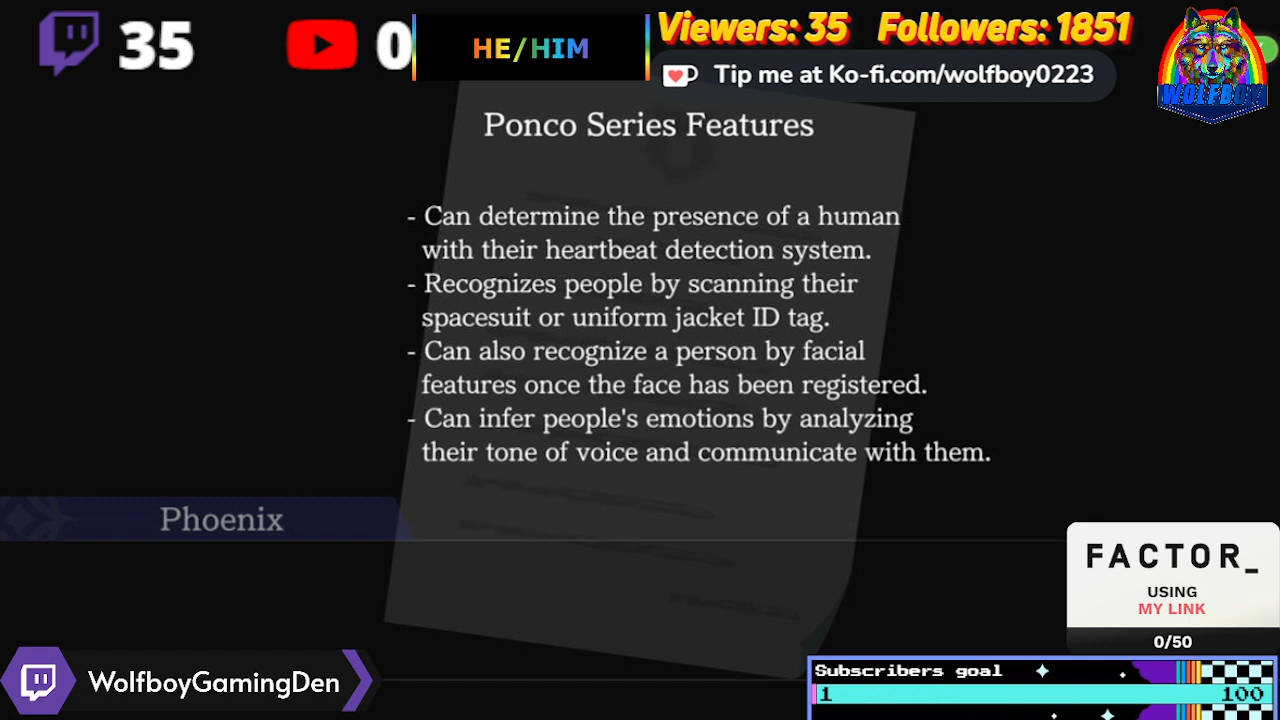 35
0
HE/HIM
Viewers: 35 Followers: 1851
Tip me at Ko-fi.com/wolfboy0223
WOLFBOY
Ponco Series Features
- Can determine the presence of a human
with their heartbeat detection system.
- Recognizes people by scanning their
spacesuit or uniform jacket ID tag.
- Can also recognize a person by facial
features once the face has been registered.
- Can infer people's emotions by analyzing
their tone of voice and communicate with them.
Phoenix
FACTOR_
USING
MY LINK
0/50
WolfboyGamingDen
Subscribers goal
1 100